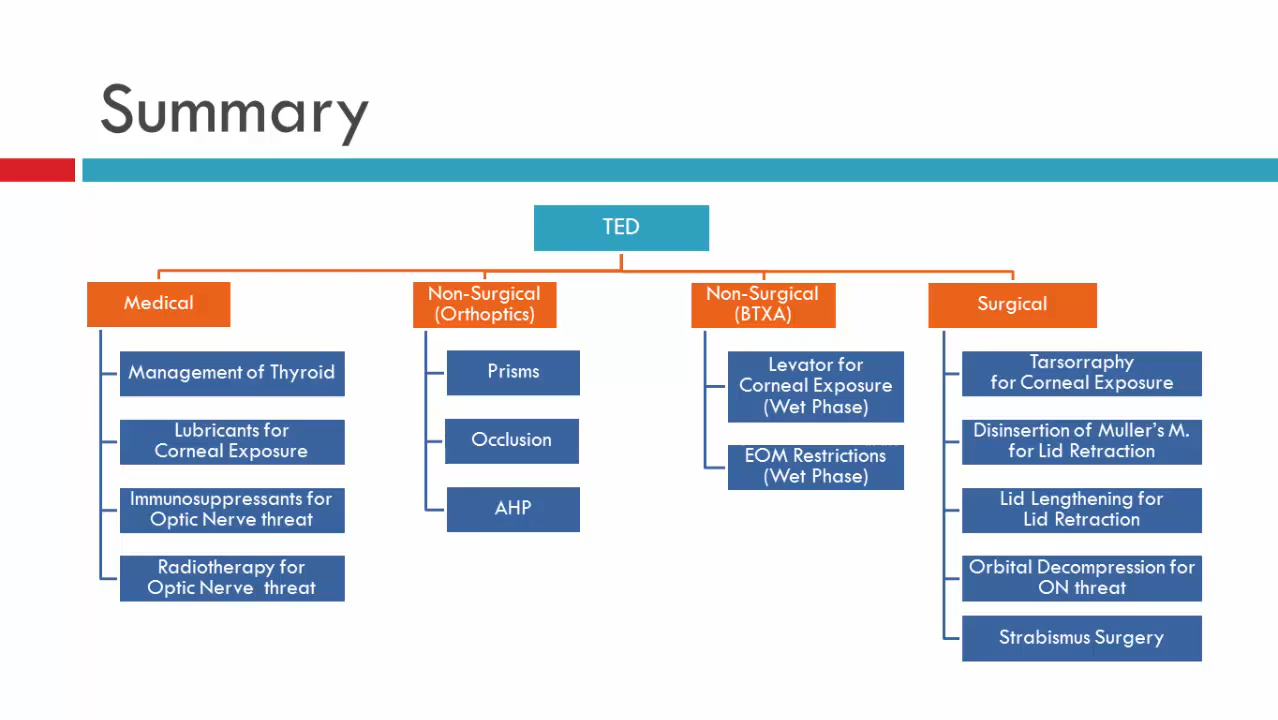 Summary
TED
Medical
Management of Thyroid
Lubricants for
Corneal Exposure
Immunosuppressants for
Optic Nerve threat
Radiotherapy for
Optic Nerve threat
Non-Surgical
(Orthoptics)
Prisms
Occlusion
AHP
Non-Surgical
(BTXA)
Levator for
Corneal Exposure
(Wet Phase)
EOM Restrictions
(Wet Phase)
Surgical
Tarsorraphy
for Corneal Exposure
Disinsertion of Muller's M.
for Lid Retraction
Lid Lengthening for
Lid Retraction
Orbital Decompression for
ON threat
Strabismus Surgery